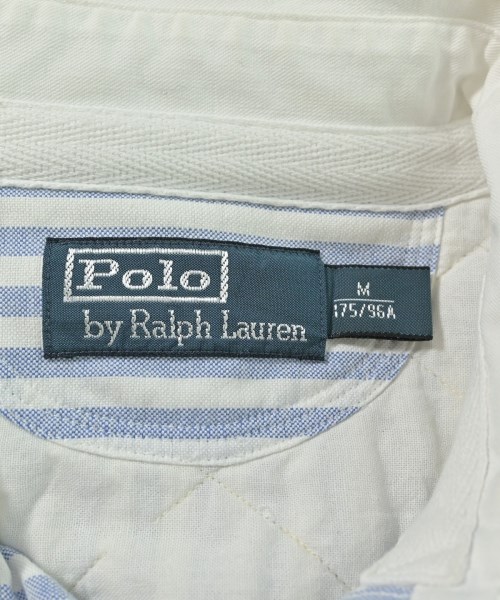 Polo
by Ralph Lauren
M
175/96A